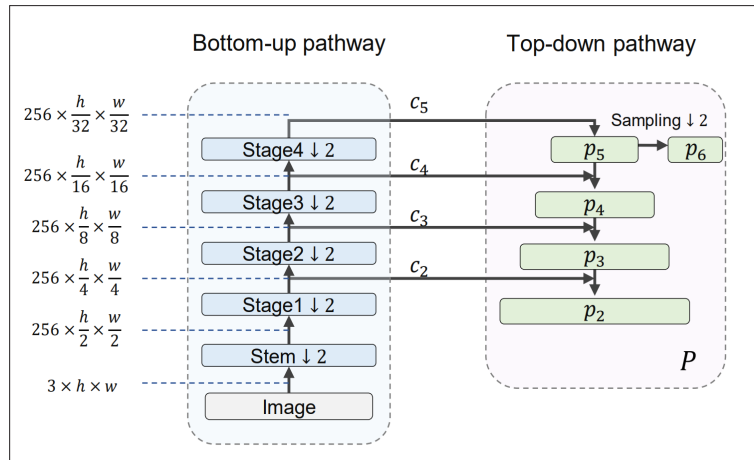 Bottom-up pathway
Top-down pathway
256 × h/32 × w/32
c₅
Sampling ↓ 2
Stage4 ↓ 2
p₅
p₆
256 × h/16 × w/16
c₄
Stage3 ↓ 2
p₄
256 × h/8 × w/8
c₃
Stage2 ↓ 2
p₃
256 × h/4 × w/4
c₂
Stage1 ↓ 2
p₂
256 × h/2 × w/2
Stem ↓ 2
P
3 × h × w
Image